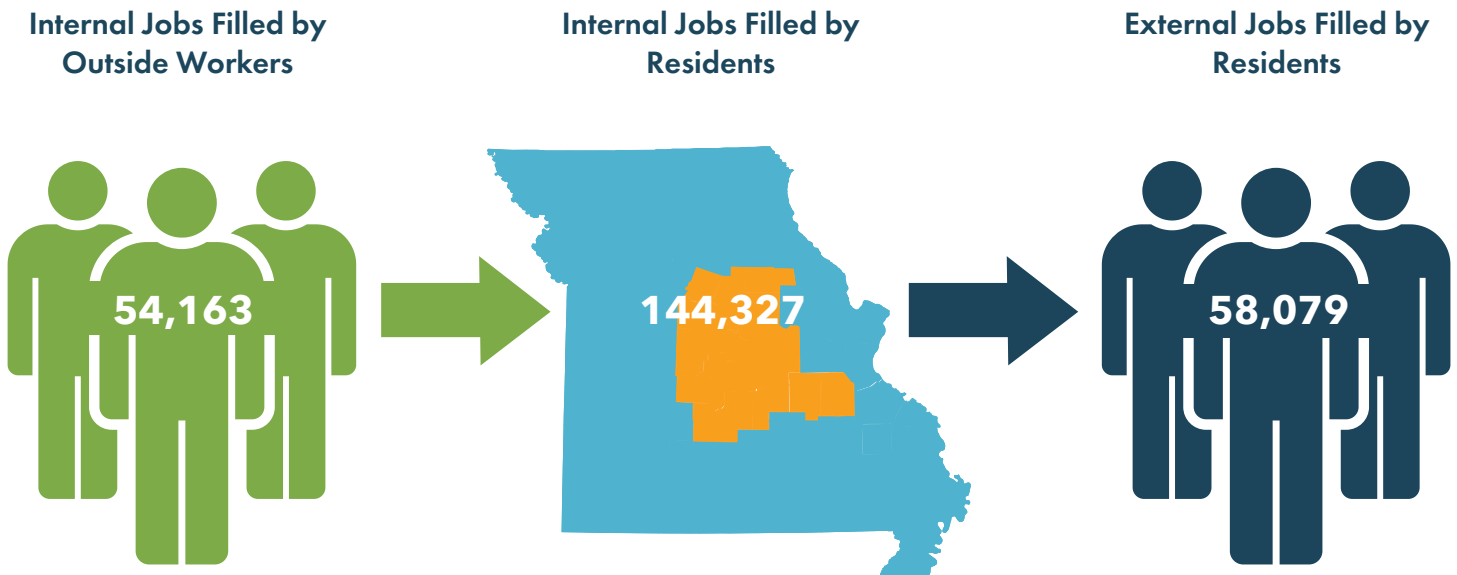 Internal Jobs Filled by
Outside Workers
Internal Jobs Filled by
Residents
External Jobs Filled by
Residents
54,163
144,327
58,079